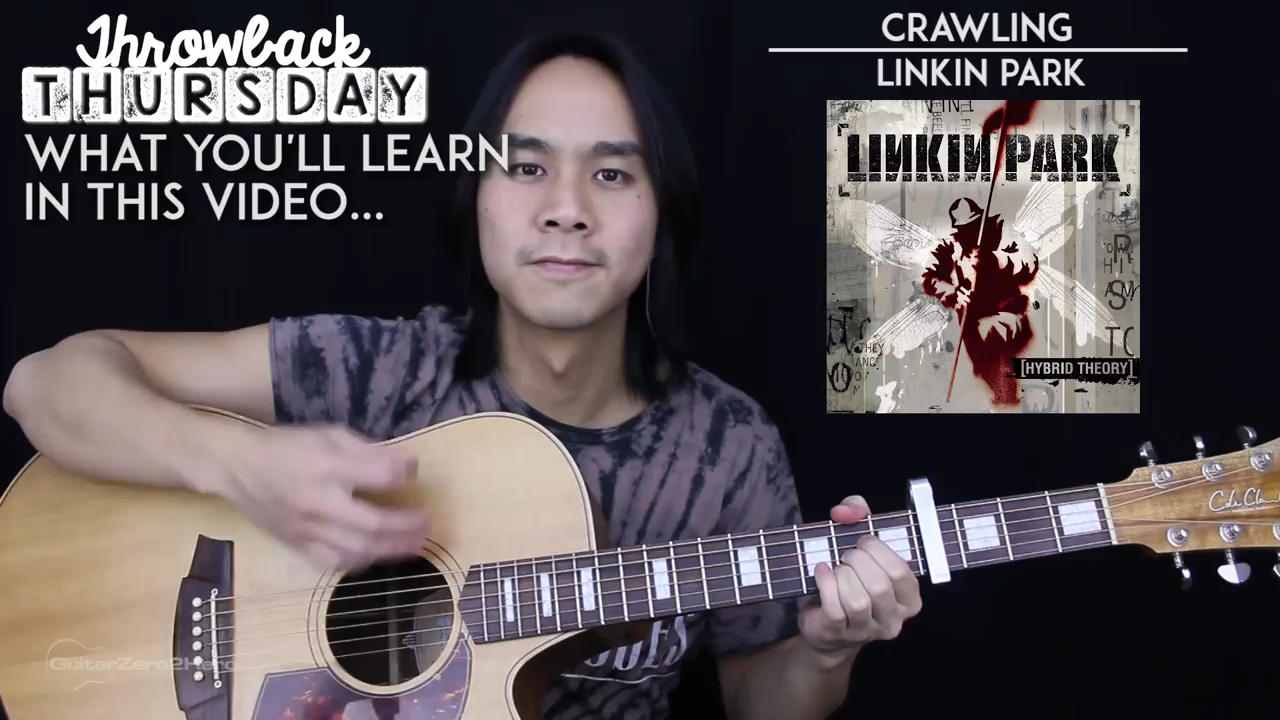 Throwback
THURSDAY
WHAT YOU'LL LEARN
IN THIS VIDEO...
CRAWLING
LINKIN PARK
LINKIN PARK
[HYBRID THEORY]
GuitarZero2Hero